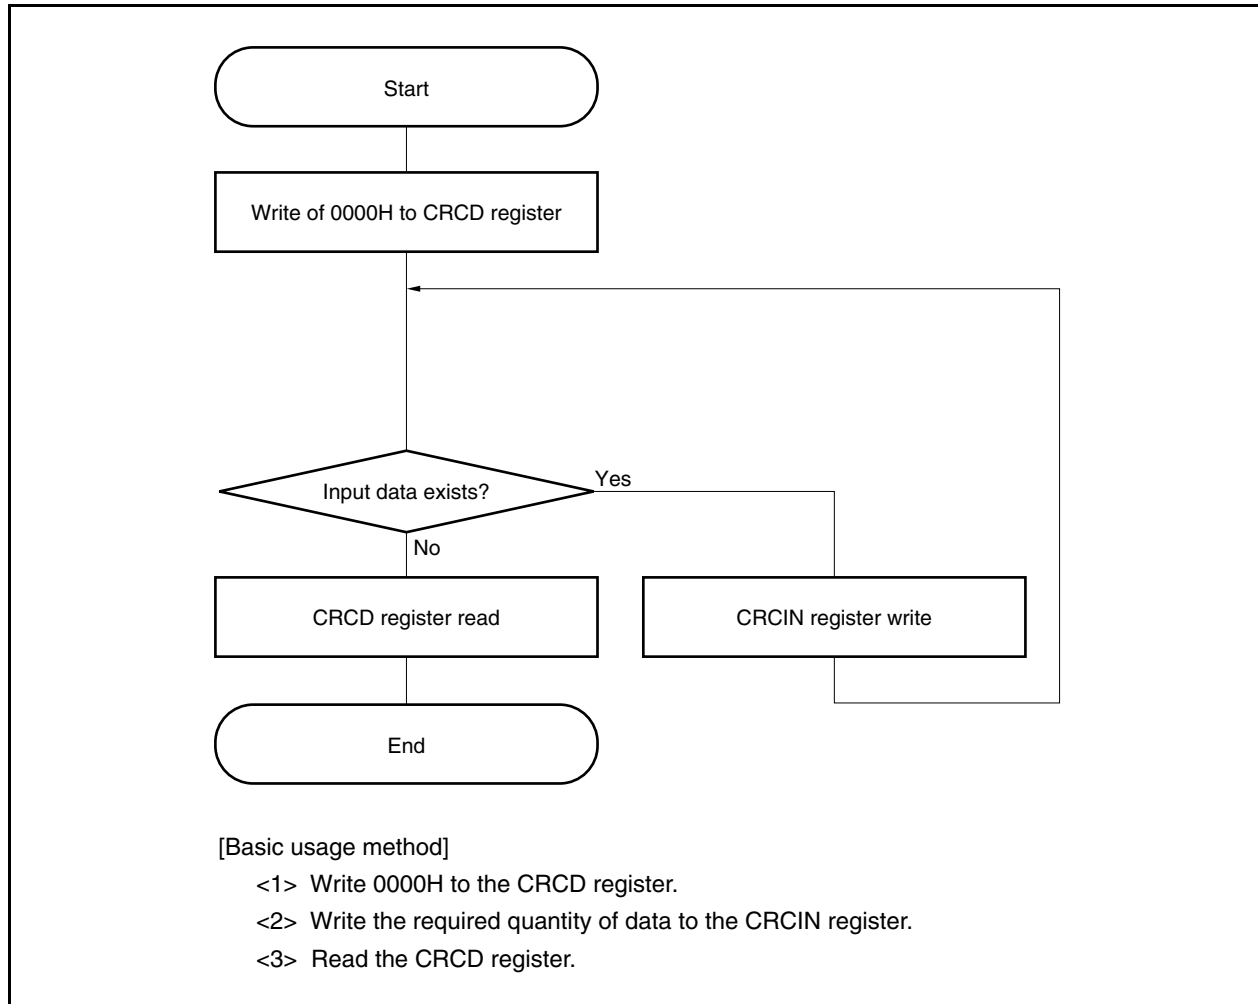 Start
Write of 0000H to CRCD register
Input data exists?
Yes
No
CRCD register read
CRCIN register write
End
[Basic usage method]
<1> Write 0000H to the CRCD register.
<2> Write the required quantity of data to the CRCIN register.
<3> Read the CRCD register.